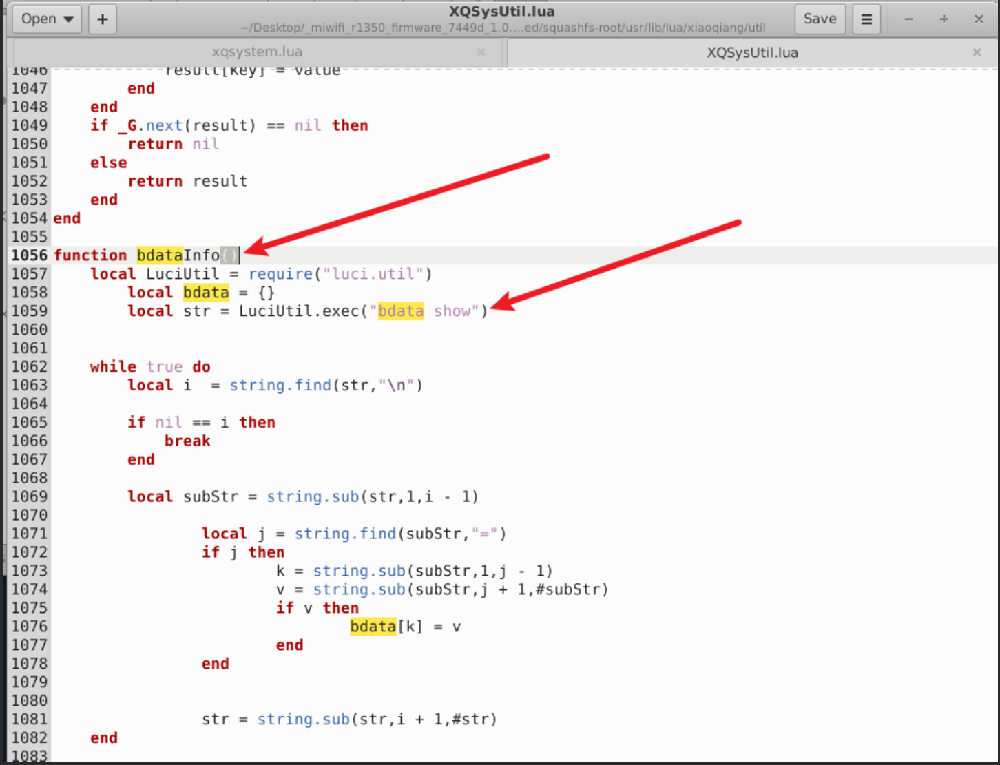 XQSysUtil.lua
Open
+
~/Desktop/_miwifi_r1350_firmware_7449d_1.0....ed/squashfs-root/usr/lib/lua/xiaoqiang/util
Save
xqsystem.lua
XQSysUtil.lua
1046 result[key] = value
1047 end
1048 end
1049 if _G.next(result) == nil then
1050 return nil
1051 else
1052 return result
1053 end
1054 end
1055
1056 function bdataInfo()
1057 local LuciUtil = require("luci.util")
1058 local bdata = {}
1059 local str = LuciUtil.exec("bdata show")
1060
1061
1062 while true do
1063 local i  = string.find(str,"\n")
1064
1065 if nil == i then
1066 break
1067 end
1068
1069 local subStr = string.sub(str,1,i - 1)
1070
1071 local j = string.find(subStr,"=")
1072 if j then
1073 k = string.sub(subStr,1,j - 1)
1074 v = string.sub(subStr,j + 1,#subStr)
1075 if v then
1076 bdata[k] = v
1077 end
1078 end
1079
1080
1081 str = string.sub(str,i + 1,#str)
1082 end
1083